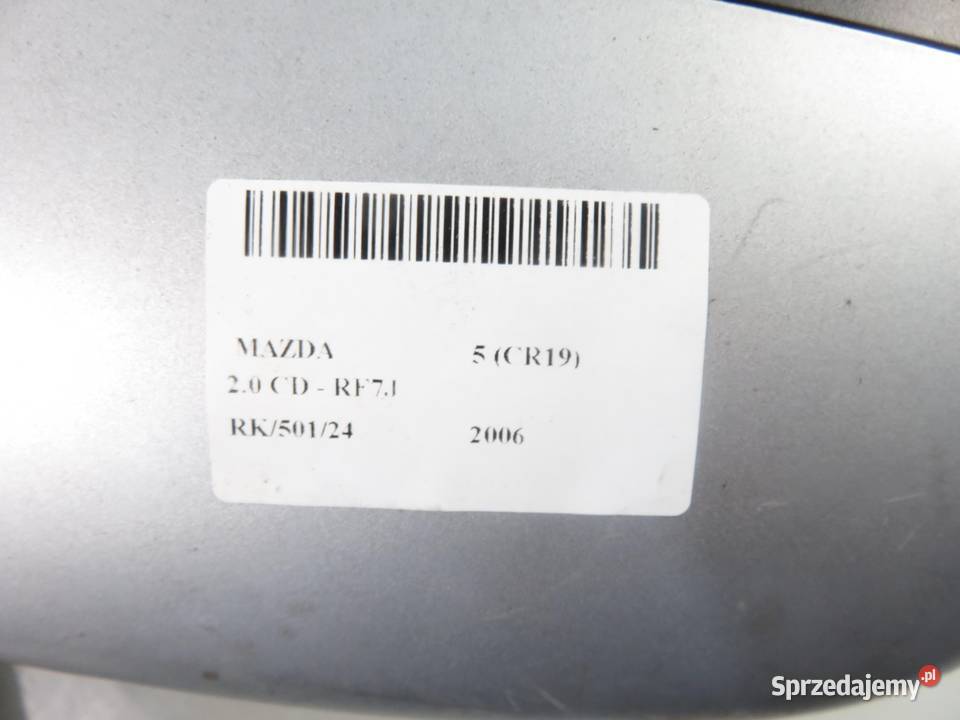 MAZDA 5 (CR19)
2.0 CD - RF7J
RK/501/24 2006
Sprzedajemy.pl